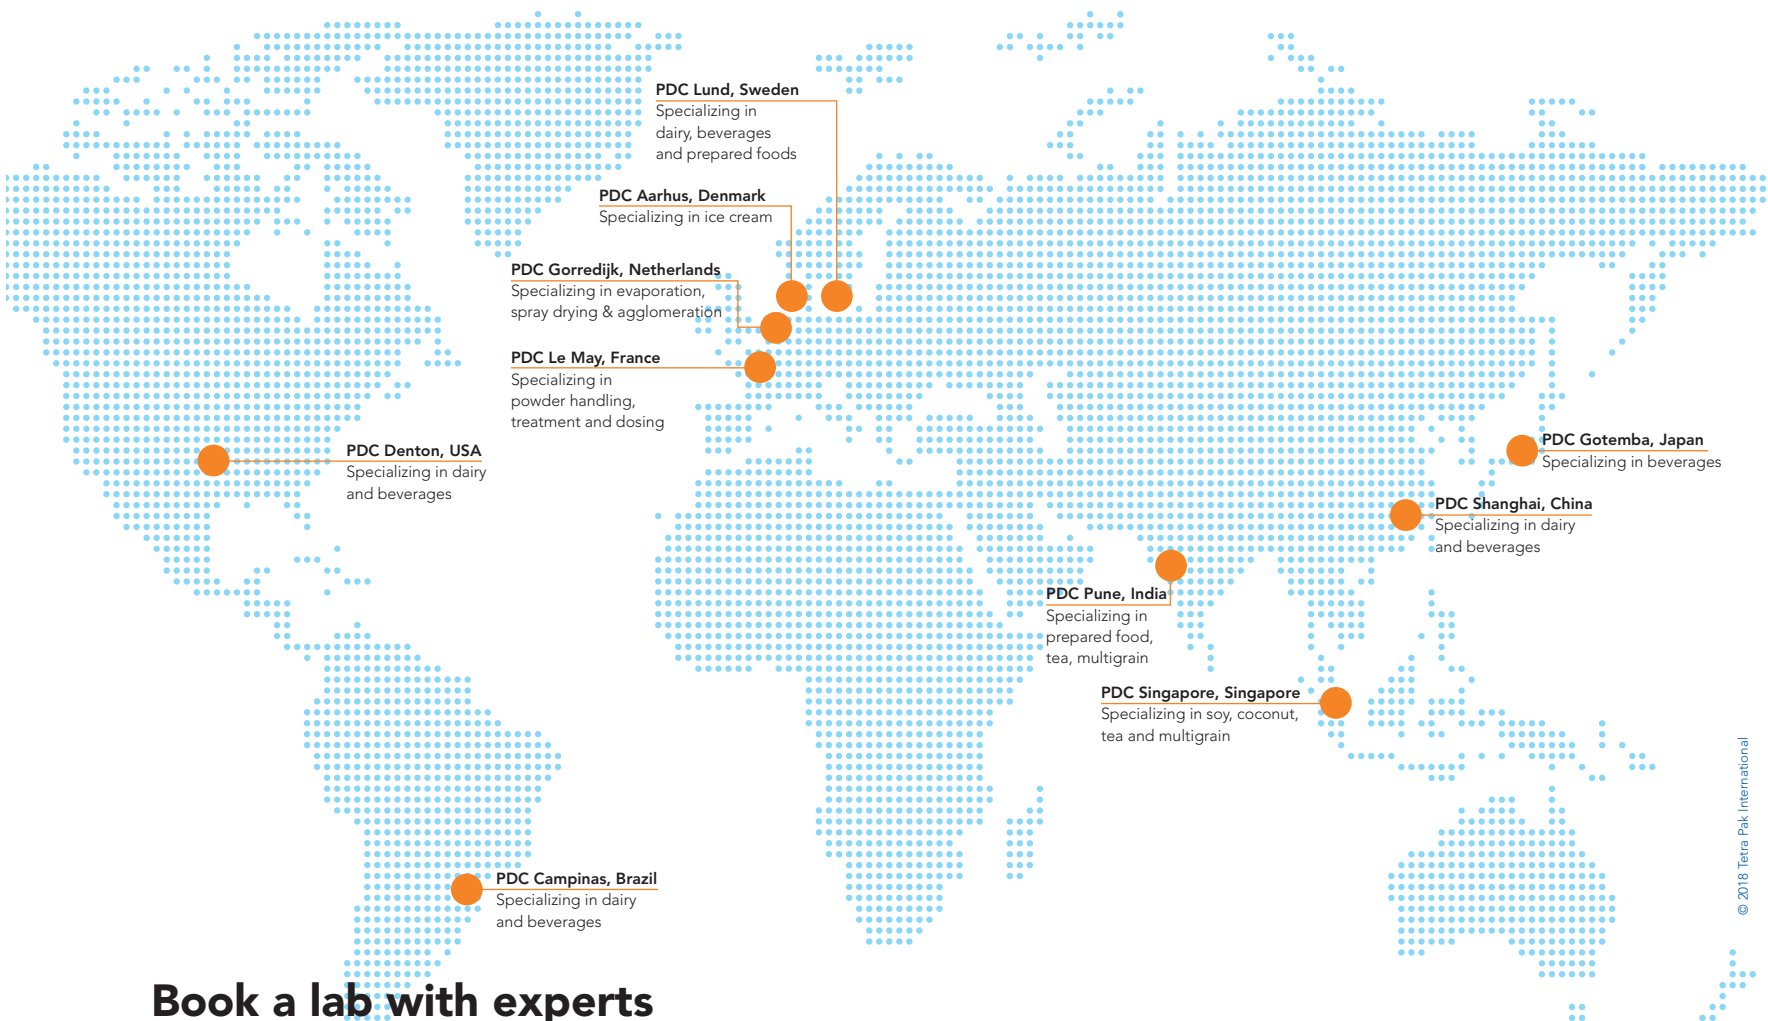 PDC Lund, Sweden
Specializing in
dairy, beverages
and prepared foods
PDC Aarhus, Denmark
Specializing in ice cream
PDC Gorredijk, Netherlands
Specializing in evaporation,
spray drying & agglomeration
PDC Le May, France
Specializing in
powder handling,
treatment and dosing
PDC Denton, USA
Specializing in dairy
and beverages
PDC Gotemba, Japan
Specializing in beverages
PDC Shanghai, China
Specializing in dairy
and beverages
PDC Pune, India
Specializing in
prepared food,
tea, multigrain
PDC Singapore, Singapore
Specializing in soy, coconut,
tea and multigrain
PDC Campinas, Brazil
Specializing in dairy
and beverages
© 2018 Tetra Pak International
Book a lab with experts